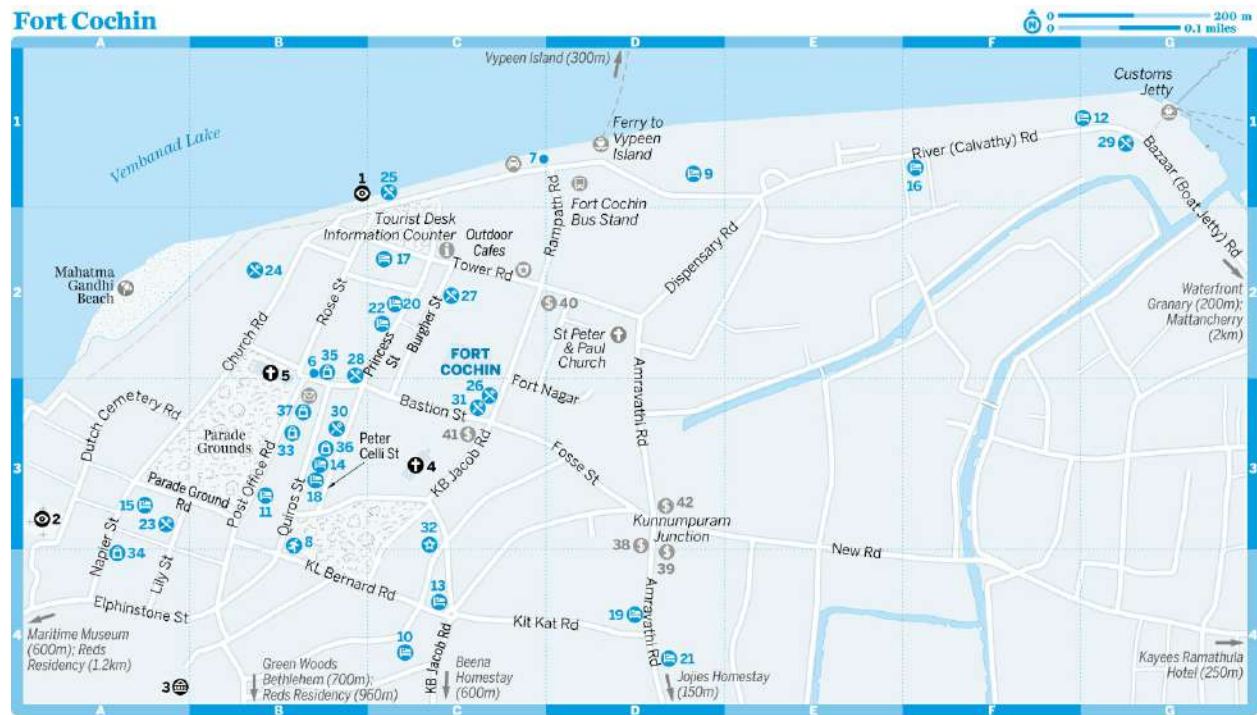 Fort Cochin
0 200 m
0 0.1 miles
N
A B C D E F G
Vypeen Island (300m)
Customs
Jetty
1 1
Ferry to
Vypeen
Island
12
29
River (Calvathy) Rd
Bazaar (Boat Jetty) Rd
Vembanad Lake
7
9
16
1 25
Rampath Rd
Fort Cochin
Bus Stand
Tourist Desk
Information Counter
Outdoor
Cafes
Dispensary Rd
17
Tower Rd
24
Mahatma
Gandhi
Beach
2 2
Rose St
20
27
40
22
Burgher St
Waterfront
Granary (200m);
Mattancherry
(2km)
St Peter
& Paul
Church
Church Rd
Princess
St
6 35 28
5
FORT
COCHIN
26
31
Fort Nagar
Amravathi Rd
Dutch Cemetery Rd
37
30
Bastion St
41
Parade
Grounds
33
36
Peter
Celli St
3 3
14
4
KB Jacob Rd
Fosse St
Post Office Rd
Parade Ground
Rd
18
15
11
Quiros St
23
2
42
Kunnumpuram
Junction
32
38
39
New Rd
8
Napier St
34
Lily St
KL Bernard Rd
13
Elphinstone St
19
Kit Kat Rd
Amravathi Rd
4 4
Maritime Museum
(600m); Reds
Residency (1.2km)
10
KB Jacob Rd
21
Kayees Ramathula
Hotel (250m)
3
Green Woods
Bethlehem (700m);
Reds Residency (960m)
Beena
Homestay
(600m)
Jojies Homestay
(150m)
A B C D E F G